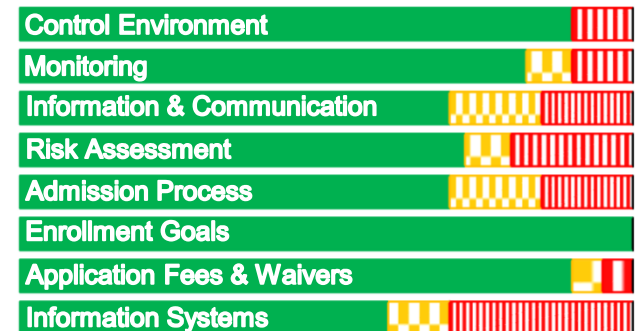 Control Environment
Monitoring
Information & Communication
Risk Assessment
Admission Process
Enrollment Goals
Application Fees & Waivers
Information Systems